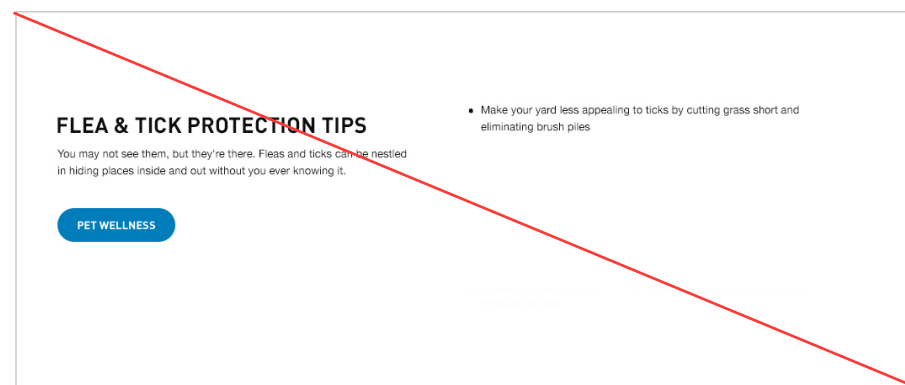 FLEA & TICK PROTECTION TIPS
You may not see them, but they're there. Fleas and ticks can be nestled
in hiding places inside and out without you ever knowing it.
PET WELLNESS
• Make your yard less appealing to ticks by cutting grass short and
eliminating brush piles